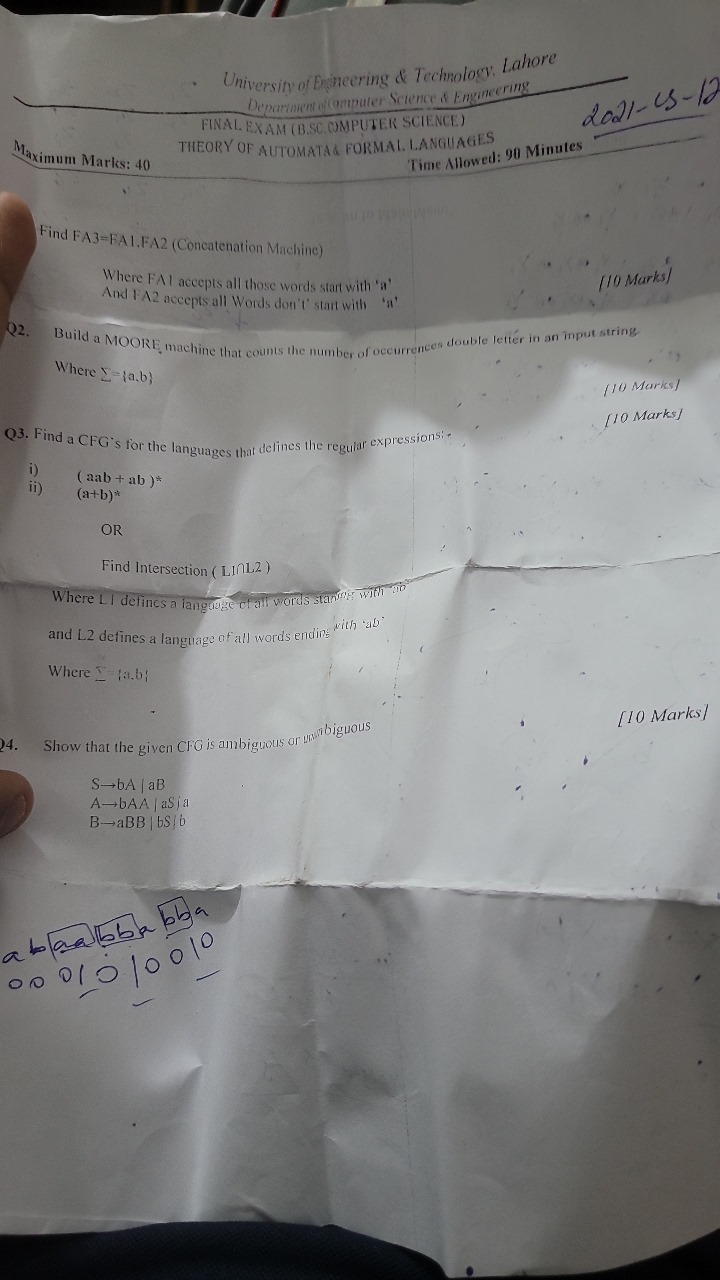 University of Engineering & Technology, Lahore
Department of Computer Science & Engineering
FINAL EXAM (B.SC.COMPUTER SCIENCE)
2021-CS-12
THEORY OF AUTOMATA & FORMAL LANGUAGES
Maximum Marks: 40 Time Allowed: 90 Minutes
Find FA3=FA1.FA2 (Concatenation Machine)
Where FA1 accepts all those words start with 'a'
And FA2 accepts all Words don't' start with 'a'
[10 Marks]
Q2. Build a MOORE machine that counts the number of occurrences double letter in an input string.
Where Σ={a,b}
[10 Marks]
[10 Marks]
Q3. Find a CFG's for the languages that defines the regular expressions:-
i) ( aab + ab )*
ii) (a+b)*
OR
Find Intersection ( L1∩L2 )
Where L1 defines a language of all words starting with 'ab'
and L2 defines a language of all words ending with 'ab'
Where Σ={a,b}
[10 Marks]
Q4. Show that the given CFG is ambiguous or unambiguous
S→bA | aB
A→bAA | aS | a
B→aBB | bS | b
a b aa bb a bb a
0 0 0 1 0 1 0 0 1 0